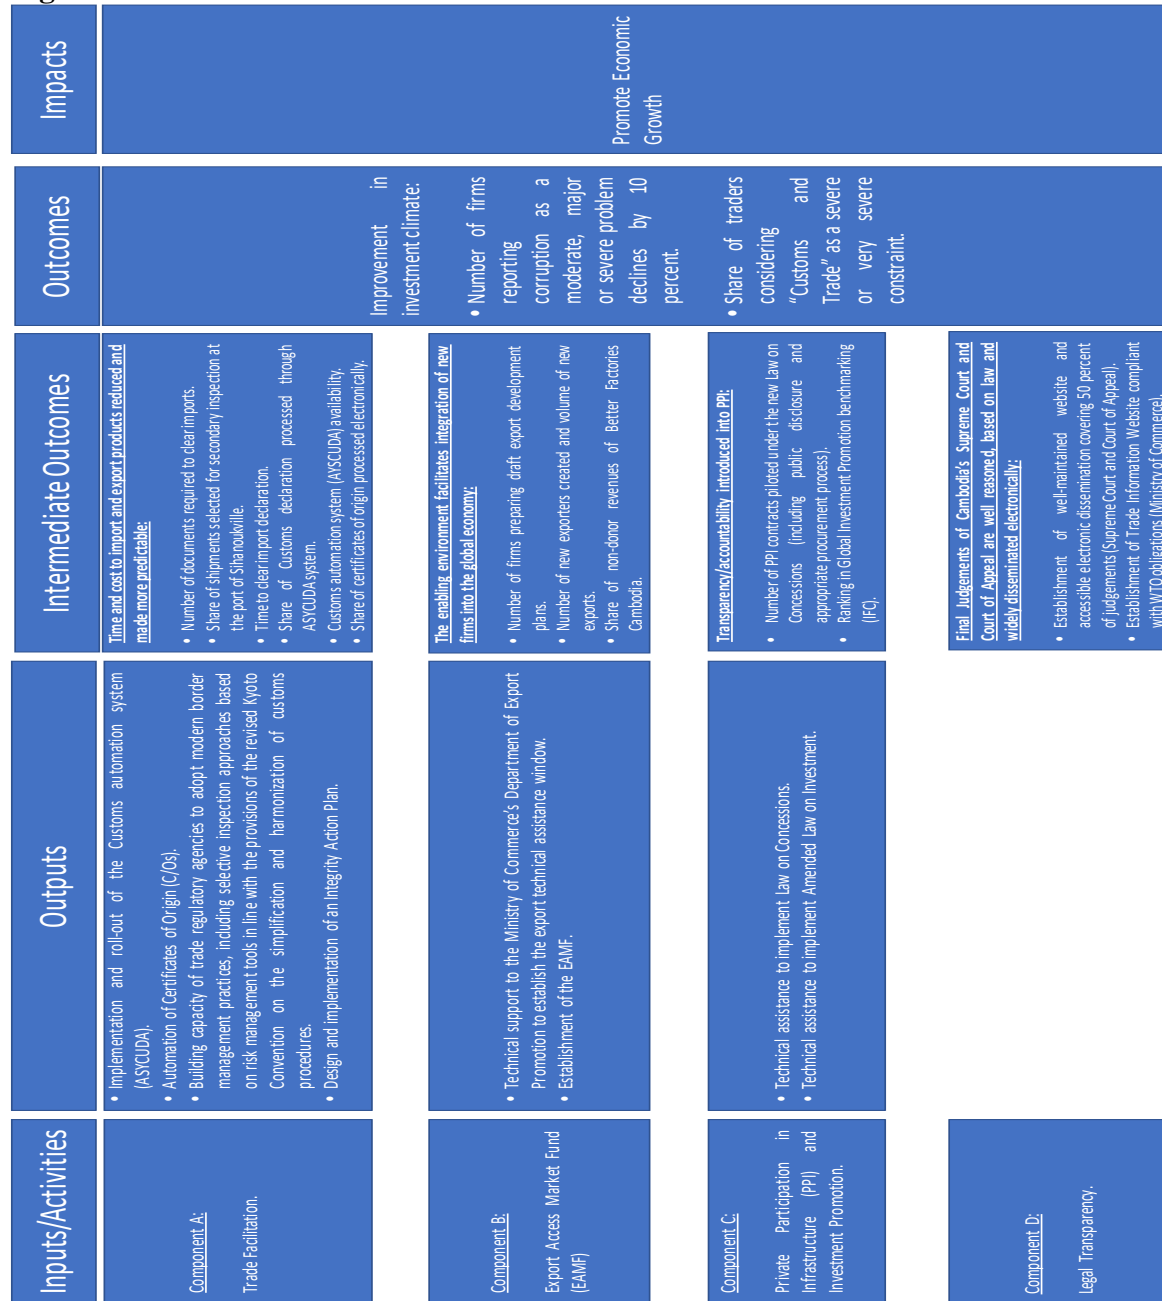 Inputs/Activities
Outputs
Intermediate Outcomes
Outcomes
Impacts
Component A:
Trade Facilitation.
• Implementation and roll-out of the Customs automation system
(ASYCUDA).
• Automation of Certificates of Origin (C/Os).
• Building capacity of trade regulatory agencies to adopt modern border
management practices, including selective inspection approaches based
on risk management tools in line with the provisions of the revised Kyoto
Convention on the simplification and harmonization of customs
procedures.
• Design and implementation of an Integrity Action Plan.
Time and cost to import and export products reduced and
made more predictable:
• Number of documents required to clear imports.
• Share of shipments selected for secondary inspection at
the port of Sihanoukville.
• Time to clear import declaration.
• Share of Customs declaration processed through
ASYCUDA system.
• Customs automation system (AYSCUDA) availability.
• Share of certificates of origin processed electronically.
Component B:
Export Access Market Fund
(EAMF)
• Technical support to the Ministry of Commerce's Department of Export
Promotion to establish the export technical assistance window.
• Establishment of the EAMF.
The enabling environment facilitates integration of new
firms into the global economy:
• Number of firms preparing draft export development
plans.
• Number of new exporters created and volume of new
exports.
• Share of non-donor revenues of Better Factories
Cambodia.
Component C:
Private Participation in
Infrastructure (PPI) and
Investment Promotion.
• Technical assistance to implement Law on Concessions.
• Technical assistance to implement Amended Law on Investment.
Transparency/accountability introduced into PPI:
• Number of PPI contracts piloted under the new Law on
Concessions (including public disclosure and
appropriate procurement process).
• Ranking in Global Investment Promotion benchmarking
(IFC).
Component D:
Legal Transparency.
Final Judgements of Cambodia's Supreme Court and
Court of Appeal are well reasoned, based on law and
widely disseminated electronically:
• Establishment of well-maintained website and
accessible electronic dissemination covering 50 percent
of judgements (Supreme Court and Court of Appeal).
• Establishment of Trade Information Website compliant
with WTO obligations (Ministry of Commerce).
Improvement in
investment climate:
• Number of firms
reporting
corruption as a
moderate, major
or severe problem
declines by 10
percent.
• Share of traders
considering
"Customs and
Trade" as a severe
or very severe
constraint.
Promote Economic
Growth